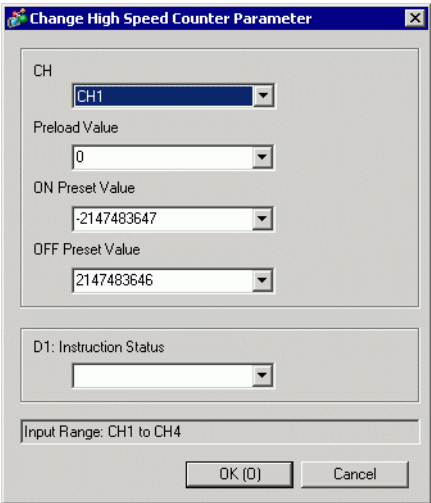 Change High Speed Counter Parameter
CH
CH1
Preload Value
0
ON Preset Value
-2147483647
OFF Preset Value
2147483646
D1: Instruction Status
Input Range: CH1 to CH4
OK (O)
Cancel